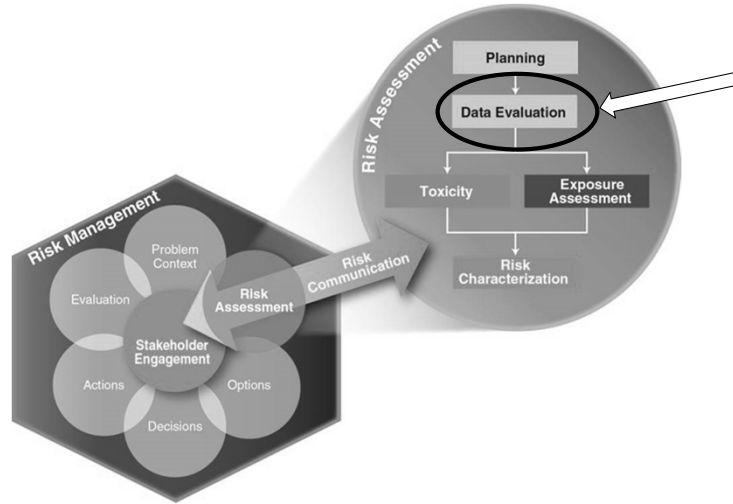 Risk Assessment
Planning
Data Evaluation
Toxicity
Exposure
Assessment
Risk
Characterization
Risk
Communication
Risk Management
Problem
Context
Risk
Assessment
Evaluation
Stakeholder
Engagement
Actions
Options
Decisions